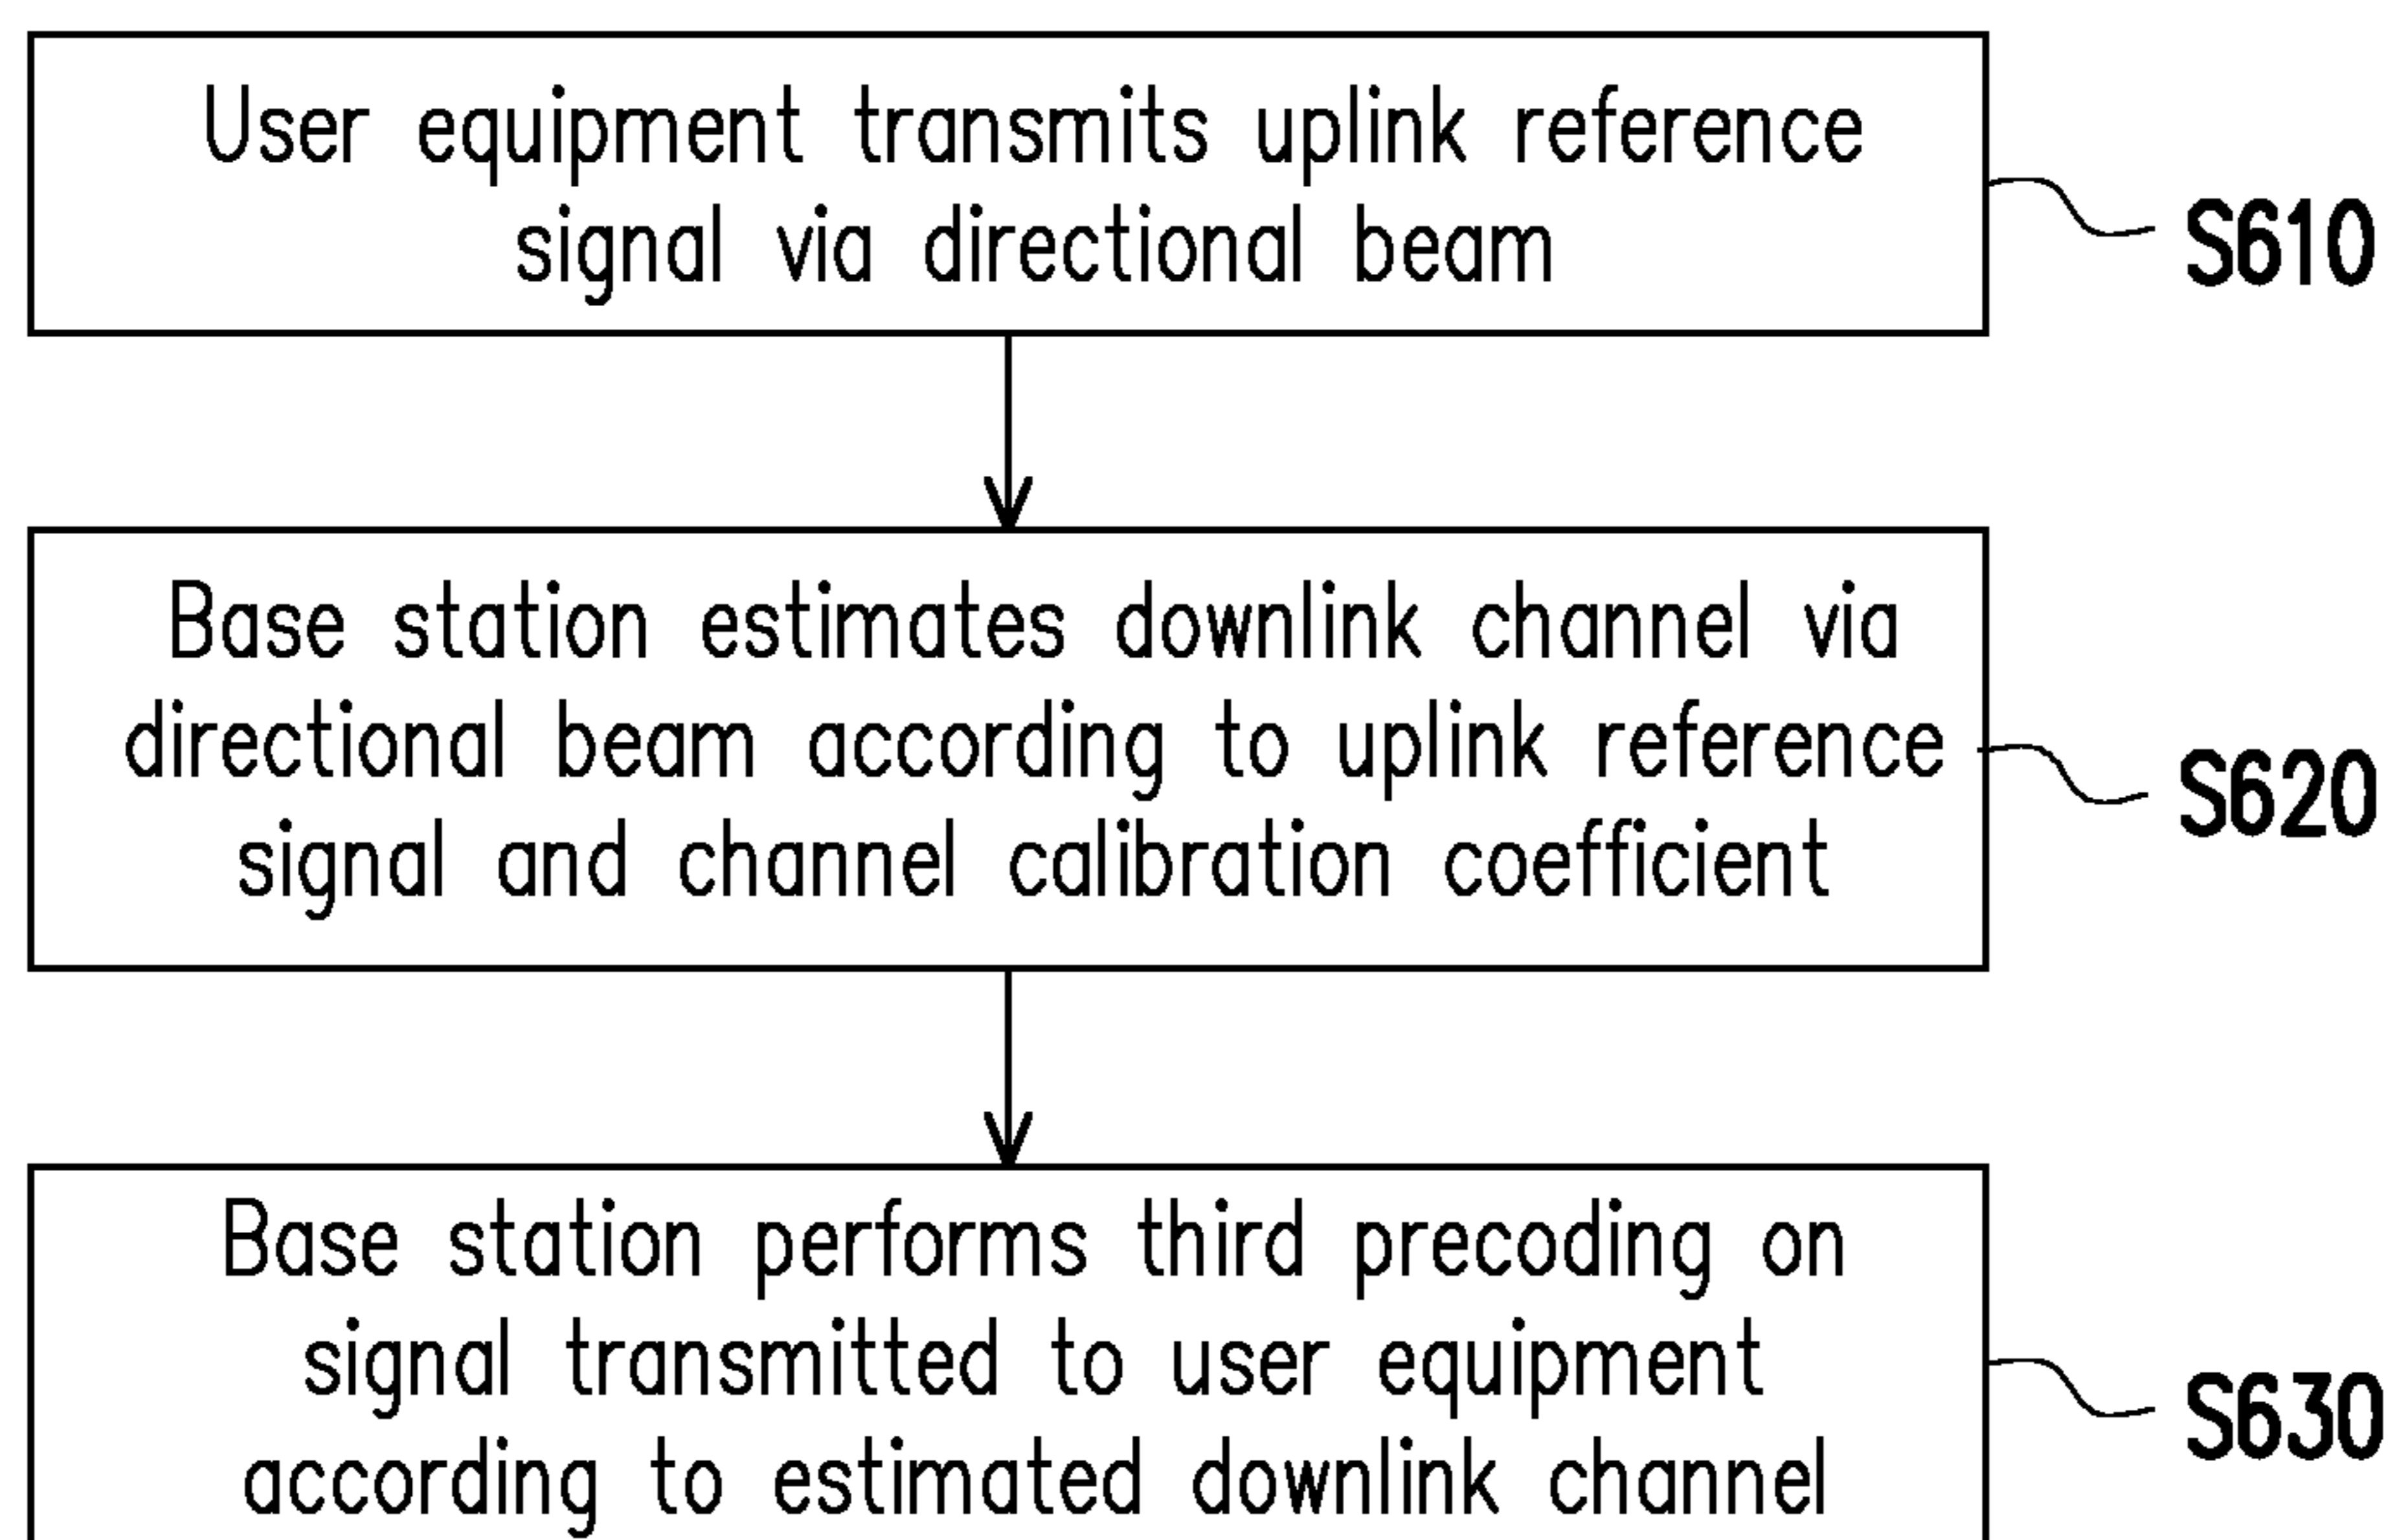 User equipment transmits uplink reference
signal via directional beam
S610
Base station estimates downlink channel via
directional beam according to uplink reference
signal and channel calibration coefficient
S620
Base station performs third precoding on
signal transmitted to user equipment
according to estimated downlink channel
S630